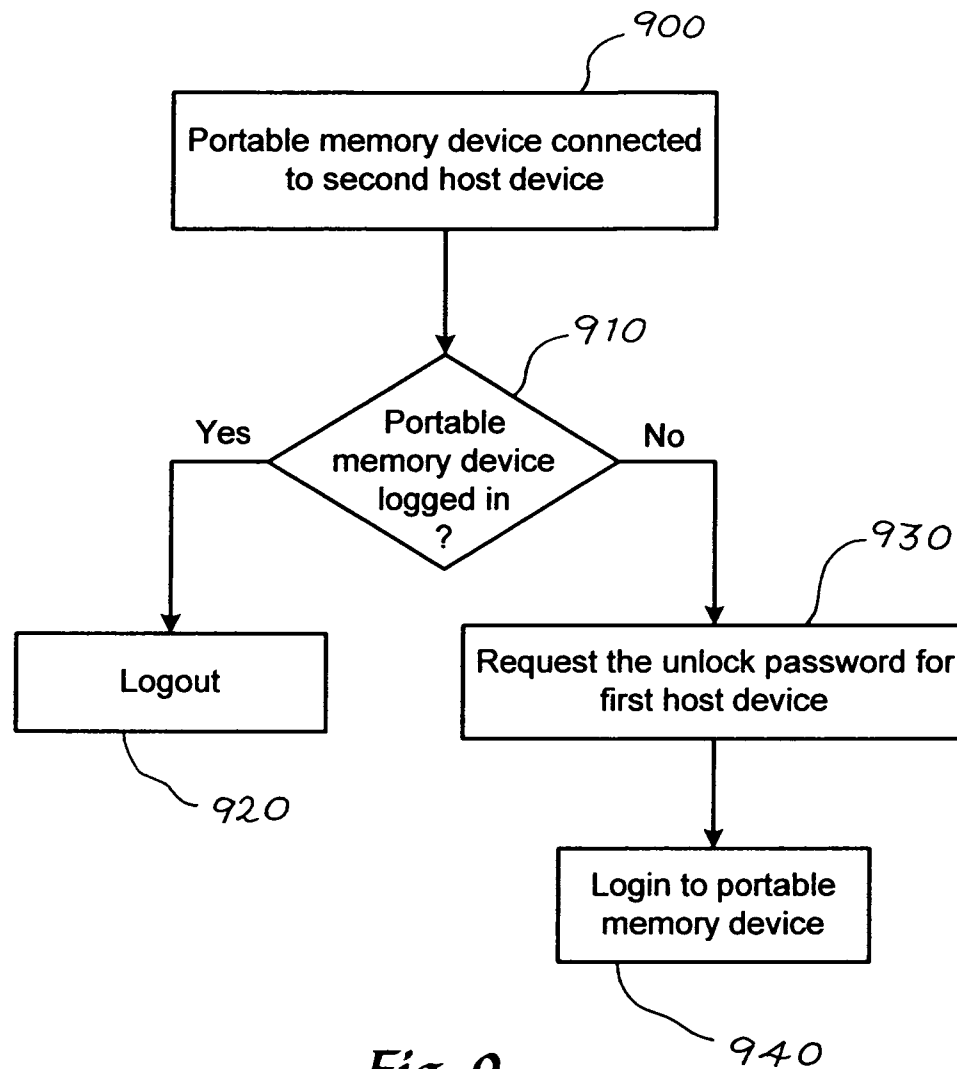 900
Portable memory device connected
to second host device
910
Yes
Portable
memory device
logged in
?
No
930
Logout
Request the unlock password for
first host device
920
Login to portable
memory device
940
Fig. 9